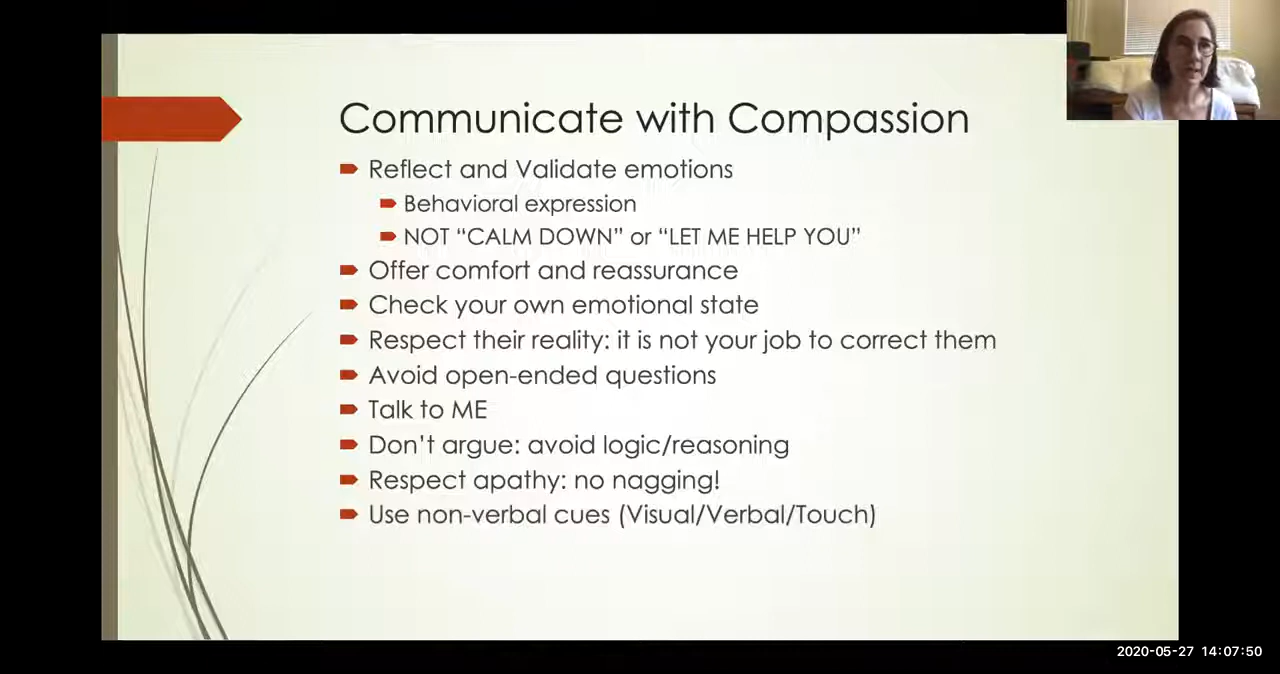 Communicate with Compassion
Reflect and Validate emotions
Behavioral expression
NOT “CALM DOWN” or “LET ME HELP YOU”
Offer comfort and reassurance
Check your own emotional state
Respect their reality: it is not your job to correct them
Avoid open-ended questions
Talk to ME
Don’t argue: avoid logic/reasoning
Respect apathy: no nagging!
Use non-verbal cues (Visual/Verbal/Touch)
2020-05-27 14:07:50